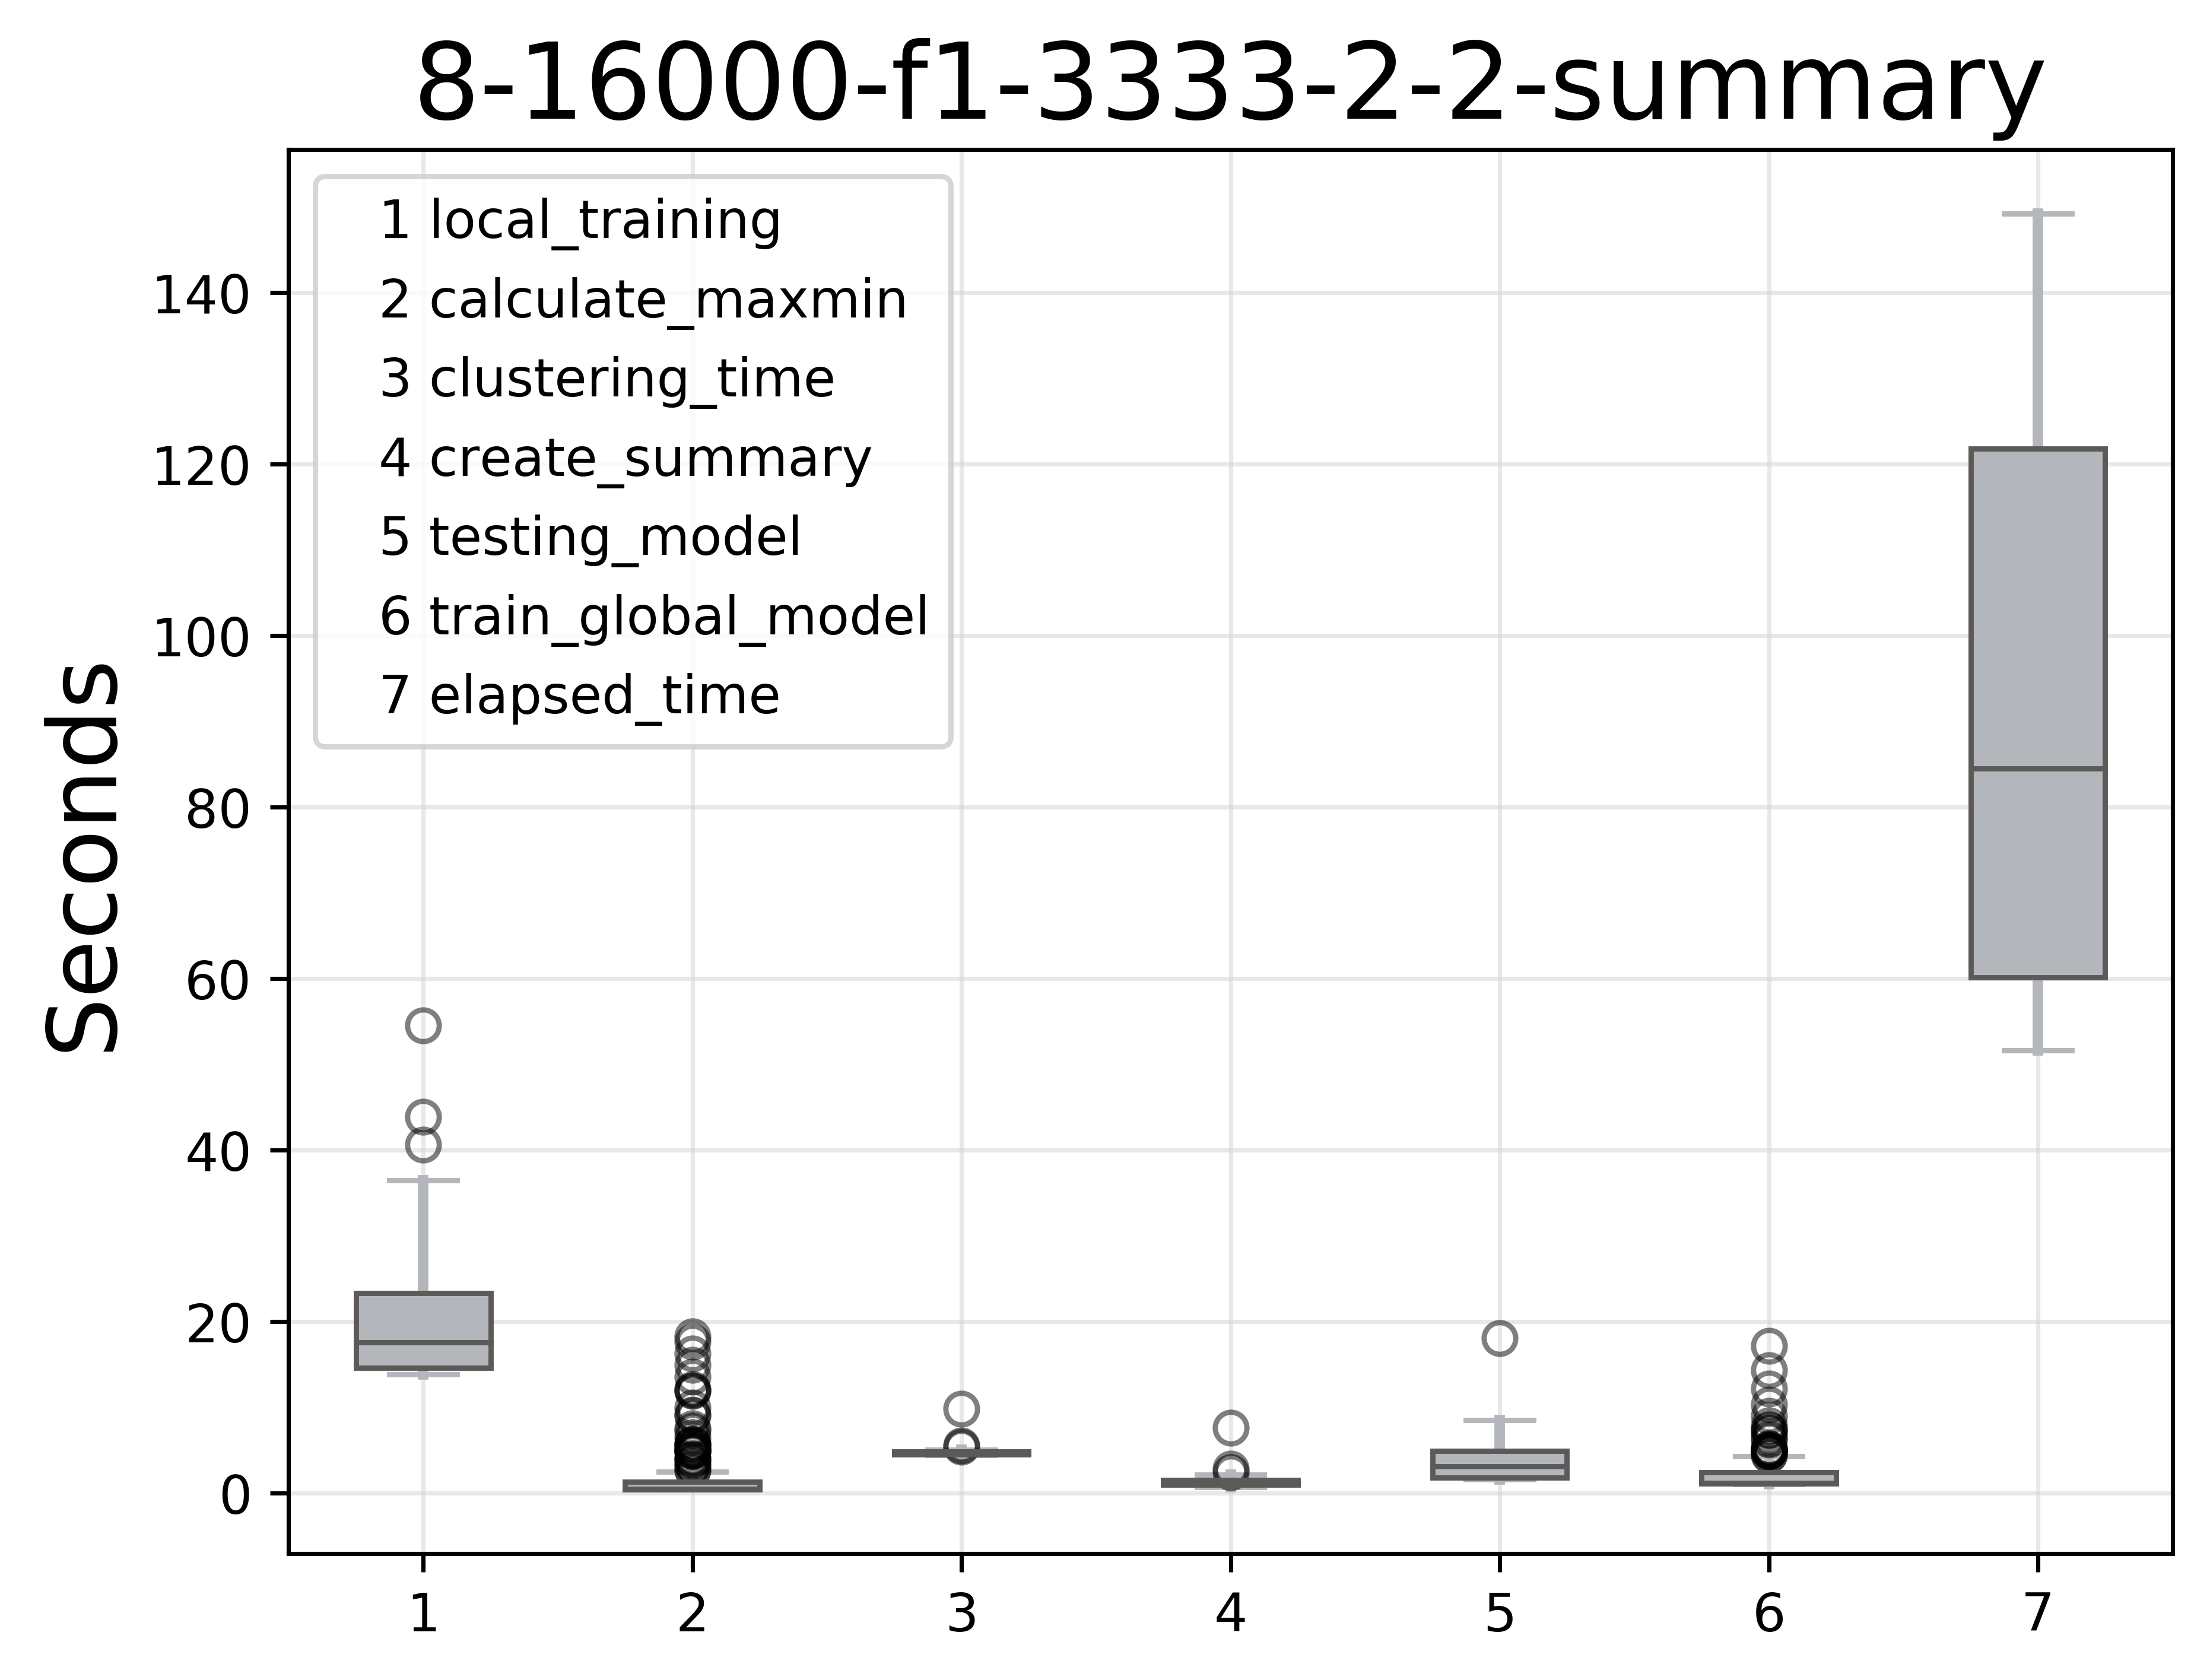 8-16000-f1-3333-2-2-summary
1 local_training
2 calculate_maxmin
3 clustering_time
4 create_summary
5 testing_model
6 train_global_model
7 elapsed_time
Seconds
140
120
100
80
60
40
20
0
1 2 3 4 5 6 7